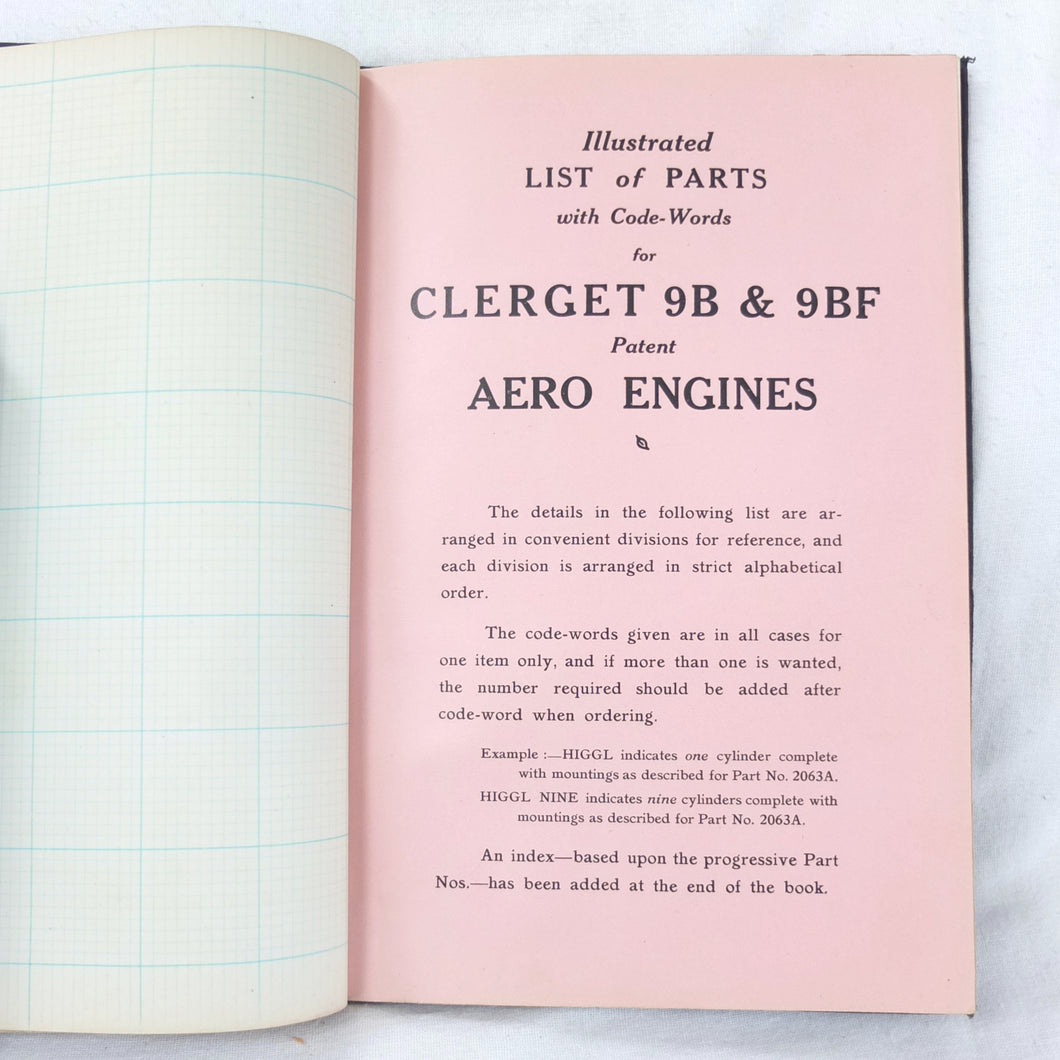 Illustrated
LIST of PARTS
with Code-Words
for
CLERGET 9B & 9BF
Patent
AERO ENGINES
The details in the following list are ar-
ranged in convenient divisions for reference, and
each division is arranged in strict alphabetical
order.
The code-words given are in all cases for
one item only, and if more than one is wanted,
the number required should be added after
code-word when ordering.
Example :—HIGGL indicates one cylinder complete
with mountings as described for Part No. 2063A.
HIGGL NINE indicates nine cylinders complete with
mountings as described for Part No. 2063A.
An index—based upon the progressive Part
Nos.—has been added at the end of the book.